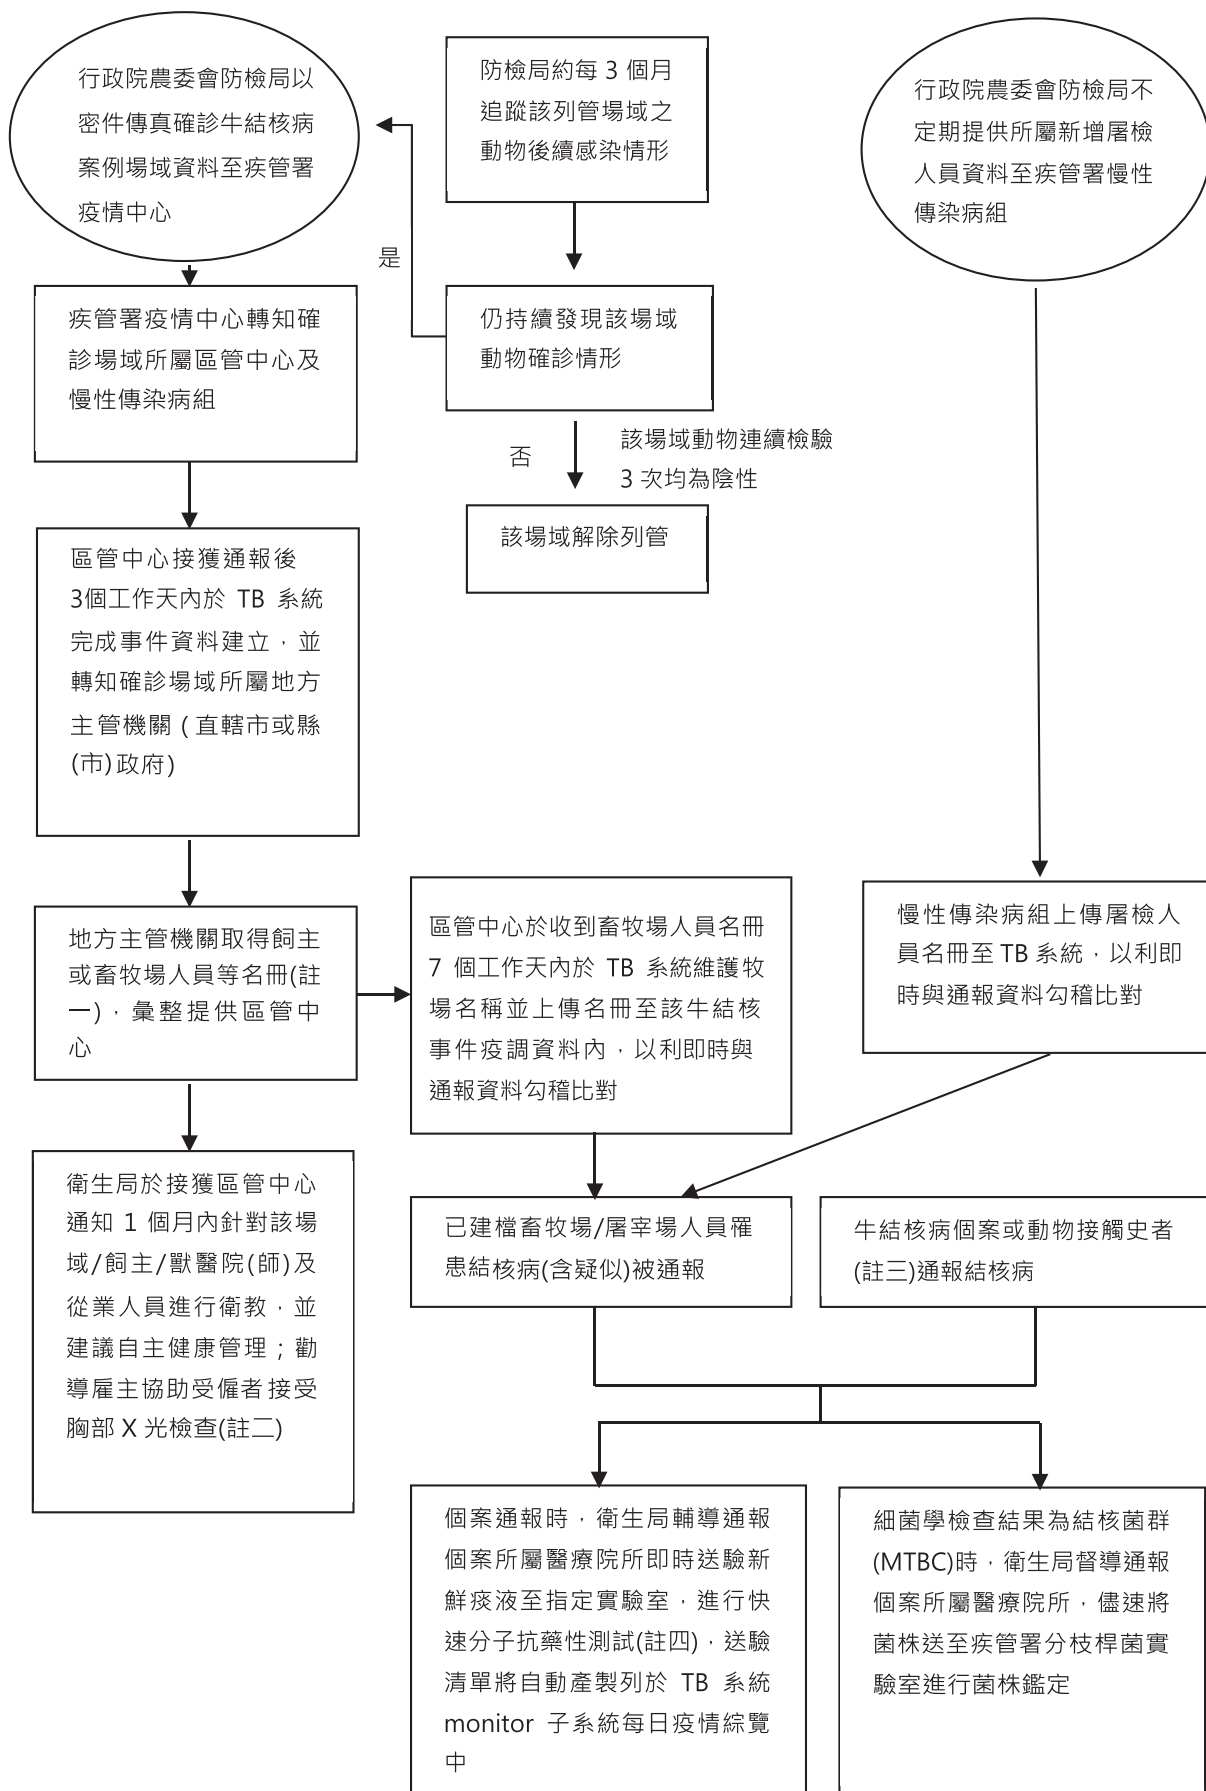 行政院農委會防檢局以
密件傳真確診牛結核病
案例場域資料至疾管署
疫情中心
防檢局約每 3 個月
追蹤該列管場域之
動物後續感染情形
行政院農委會防檢局不
定期提供所屬新增屠檢
人員資料至疾管署慢性
傳染病組
是
疾管署疫情中心轉知確
診場域所屬區管中心及
慢性傳染病組
仍持續發現該場域
動物確診情形
否
該場域動物連續檢驗
3 次均為陰性
該場域解除列管
區管中心接獲通報後
3個工作天內於 TB 系統
完成事件資料建立，並
轉知確診場域所屬地方
主管機關 ( 直轄市或縣
(市)政府)
地方主管機關取得飼主
或畜牧場人員等名冊(註
一)，彙整提供區管中
心
區管中心於收到畜牧場人員名冊
7 個工作天內於 TB 系統維護牧
場名稱並上傳名冊至該牛結核
事件疫調資料內，以利即時與
通報資料勾稽比對
慢性傳染病組上傳屠檢人
員名冊至 TB 系統，以利即
時與通報資料勾稽比對
衛生局於接獲區管中心
通知 1 個月內針對該場
域/飼主/獸醫院(師)及
從業人員進行衛教，並
建議自主健康管理；勸
導雇主協助受僱者接受
胸部 X 光檢查(註二)
已建檔畜牧場/屠宰場人員罹
患結核病(含疑似)被通報
牛結核病個案或動物接觸史者
(註三)通報結核病
個案通報時，衛生局輔導通報
個案所屬醫療院所即時送驗新
鮮痰液至指定實驗室，進行快
速分子抗藥性測試(註四)，送驗
清單將自動產製列於 TB 系統
monitor 子系統每日疫情綜覽
中
細菌學檢查結果為結核菌群
(MTBC)時，衛生局督導通報
個案所屬醫療院所，儘速將
菌株送至疾管署分枝桿菌實
驗室進行菌株鑑定